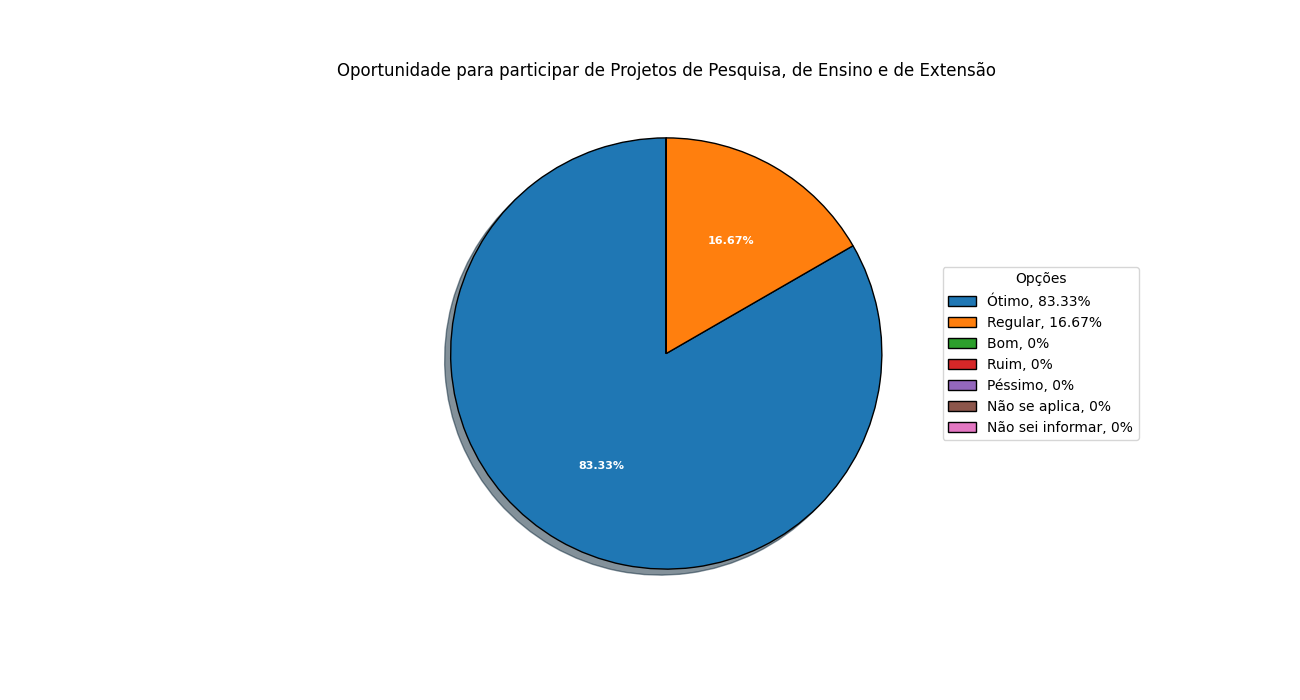 Oportunidade para participar de Projetos de Pesquisa, de Ensino e de Extensão
16.67%
83.33%
Opções
Ótimo, 83.33%
Regular, 16.67%
Bom, 0%
Ruim, 0%
Péssimo, 0%
Não se aplica, 0%
Não sei informar, 0%